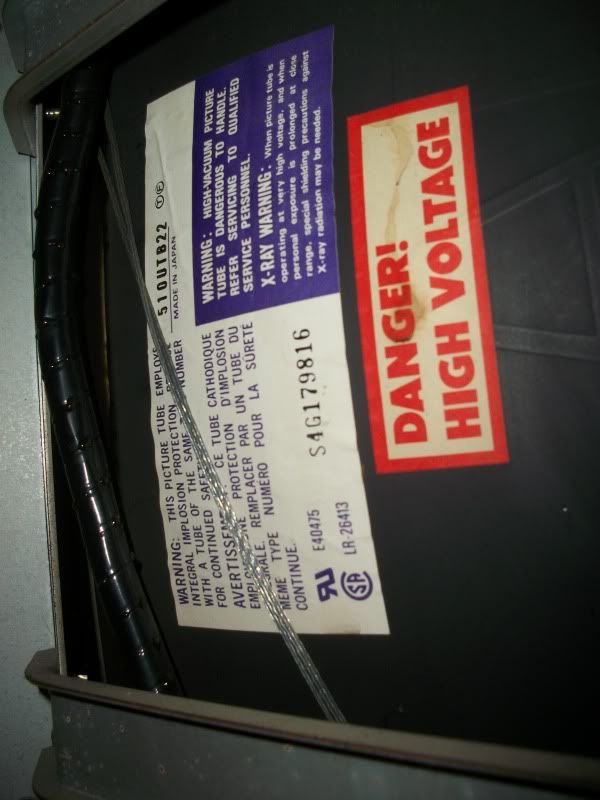 WARNING: THIS PICTURE TUBE
INTEGRAL IMPLOSION PROTECTION
WITH A TUBE OF THE SAME NUMBER
510UTB22 T E
MADE IN JAPAN
FOR CONTINUED
CE TUBE CATHODIQUE
PROTECTION D'IMPLOSION
REMPLACER PAR UN TUBE DU
MEME TYPE NUMERO POUR LA SÛRETÉ
CONTINUE.
E40475
LR-26413
S4G179816
WARNING: HIGH-VACUUM PICTURE
TUBE IS DANGEROUS TO HANDLE.
REFER SERVICING TO QUALIFIED
SERVICE PERSONNEL.
X-RAY WARNING: When picture tube is
operating at very high voltage, and when
personal exposure is prolonged at close
range, special shielding precautions against
X-ray radiation may be needed.
DANGER!
HIGH VOLTAGE